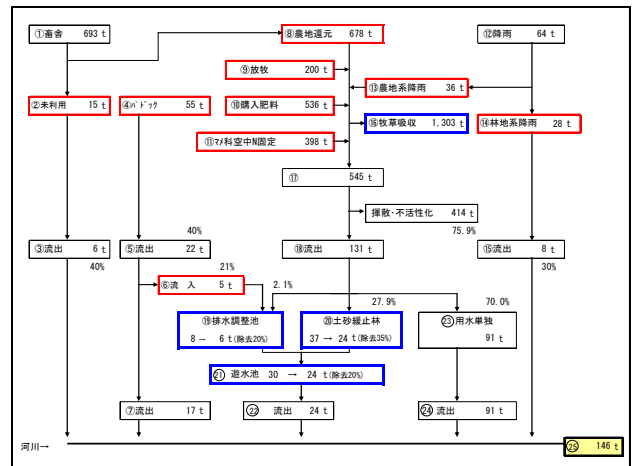 ①畜舎 693 t
⑧農地還元 678 t
⑫降雨 64 t
⑨放牧 200 t
⑬農地系降雨 36 t
②未利用 15 t
④ﾊﾟﾄﾞｯｸ 55 t
⑩購入肥料 536 t
⑯牧草吸収 1,303 t
⑭林地系降雨 28 t
⑪ﾏﾒ科空中N固定 398 t
⑰ 545 t
揮散・不活性化 414 t
40%
75.9%
③流出 6 t
⑤流出 22 t
⑱流出 131 t
⑮流出 8 t
40%
21%
30%
⑥流 入 5 t
2.1%
27.9%
70.0%
⑲排水調整池
8 → 6 t(除去20%)
⑳土砂緩止林
37 → 24 t(除去35%)
㉓用水単独
91 t
㉑ 遊水池 30 → 24 t(除去20%)
⑦流出 17 t
㉒ 流出 24 t
㉔ 流出 91 t
河川→
㉕ 146 t